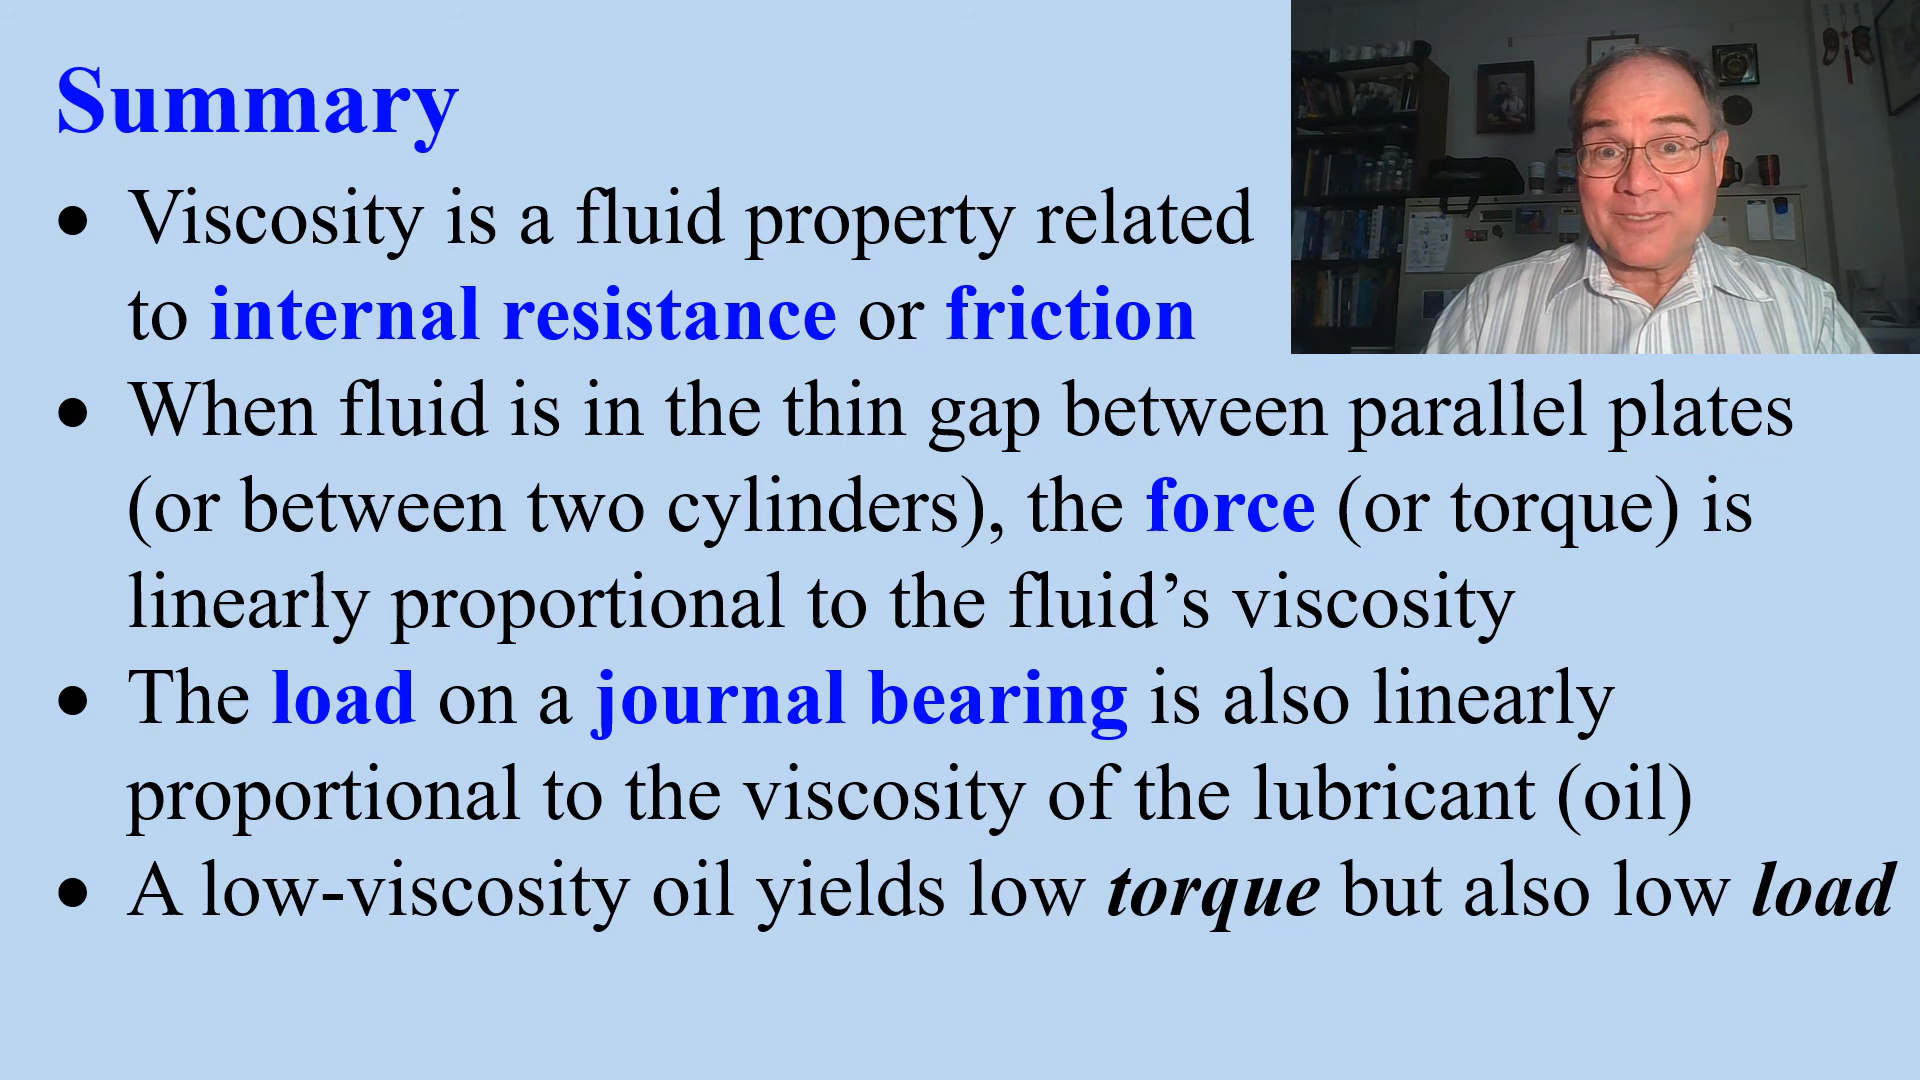 Summary
• Viscosity is a fluid property related
to internal resistance or friction
• When fluid is in the thin gap between parallel plates
(or between two cylinders), the force (or torque) is
linearly proportional to the fluid’s viscosity
• The load on a journal bearing is also linearly
proportional to the viscosity of the lubricant (oil)
• A low-viscosity oil yields low torque but also low load